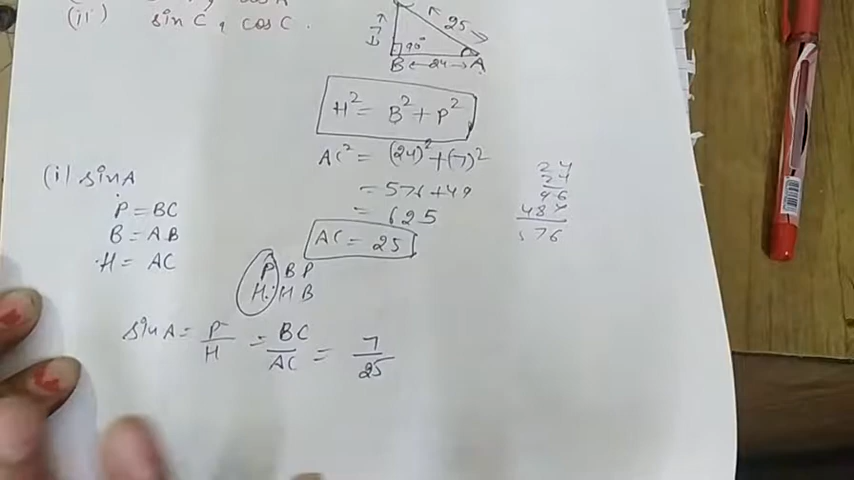 (ii) sin C, cos C.
25
7
90°
B ← 24 → A
H² = B² + P²
AC² = (24)² + (7)²
= 576 + 49
= 625
AC = 25
24
24
96
48
576
(i) sin A
P = BC
B = AB
H = AC
P B P
H H B
sin A = P/H = BC/AC = 7/25